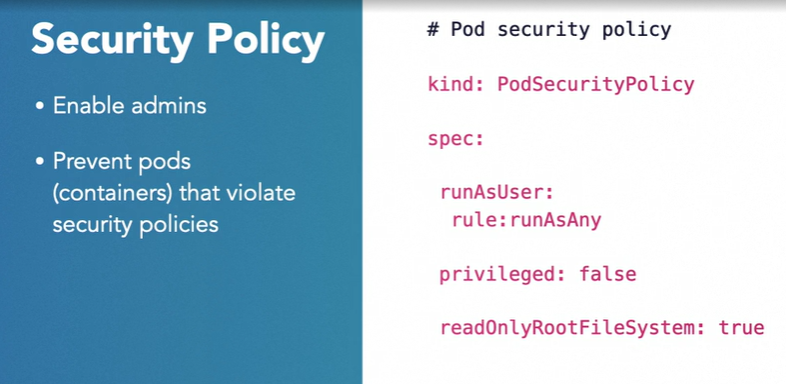 Security Policy
• Enable admins
• Prevent pods
(containers) that violate
security policies
# Pod security policy
kind: PodSecurityPolicy
spec:
runAsUser:
rule:runAsAny
privileged: false
readOnlyRootFileSystem: true